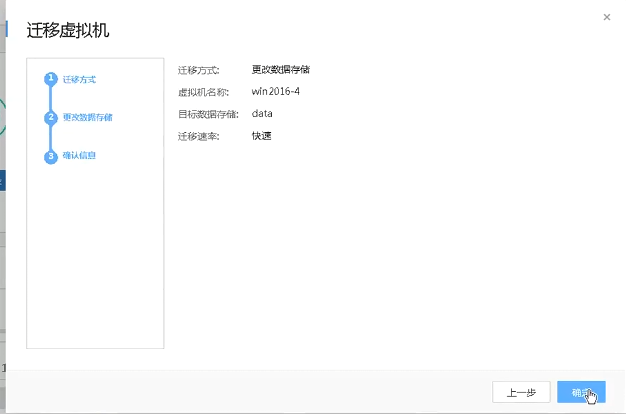 迁移虚拟机
×
1 迁移方式
2 更改数据存储
3 确认信息
迁移方式: 更改数据存储
虚拟机名称: win2016-4
目标数据存储: data
迁移速率: 快速
上一步
确定